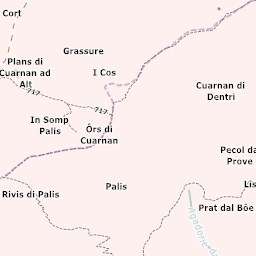 Cort
Grassure
Plans di
Cuarnan ad
Alt
I Cos
Cuarnan di
Dentri
717
717
In Somp
Palis
Ôrs di
Cuarnan
Pecol da
Prove
Rivis di Palis
Palis
Lis
Prat dal Bôe